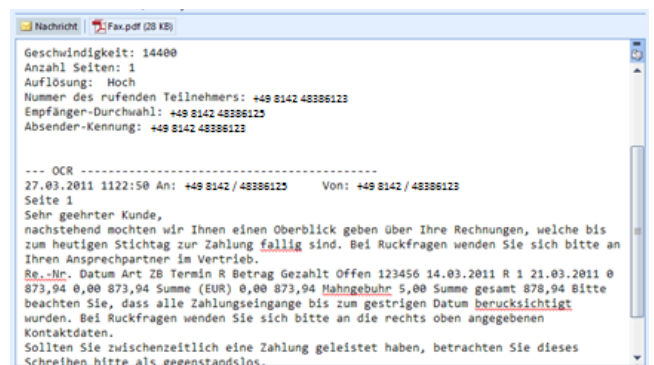 Nachricht Fax.pdf (28 KB)
Geschwindigkeit: 14400
Anzahl Seiten: 1
Auflösung: Hoch
Nummer des rufenden Teilnehmers: +49 8142 48386123
Empfänger-Durchwahl: +49 8142 48386125
Absender-Kennung: +49 8142 48386123
--- OCR ------------------------------------------
27.03.2011 1122:50 An: +49 8142 / 48386125 Von: +49 8142 / 48386123
Seite 1
Sehr geehrter Kunde,
nachstehend mochten wir Ihnen einen Oberblick geben über Ihre Rechnungen, welche bis
zum heutigen Stichtag zur Zahlung fallig sind. Bei Ruckfragen wenden Sie sich bitte an
Ihren Ansprechpartner im Vertrieb.
Re.-Nr. Datum Art ZB Termin R Betrag Gezahlt Offen 123456 14.03.2011 R 1 21.03.2011 0
873,94 0,00 873,94 Summe (EUR) 0,00 873,94 Mahngebuhr 5,00 Summe gesamt 878,94 Bitte
beachten Sie, dass alle Zahlungseingange bis zum gestrigen Datum berucksichtigt
wurden. Bei Ruckfragen wenden Sie sich bitte an die rechts oben angegebenen
Kontaktdaten.
Sollten Sie zwischenzeitlich eine Zahlung geleistet haben, betrachten Sie dieses
Schreiben bitte als gegenstandslos.